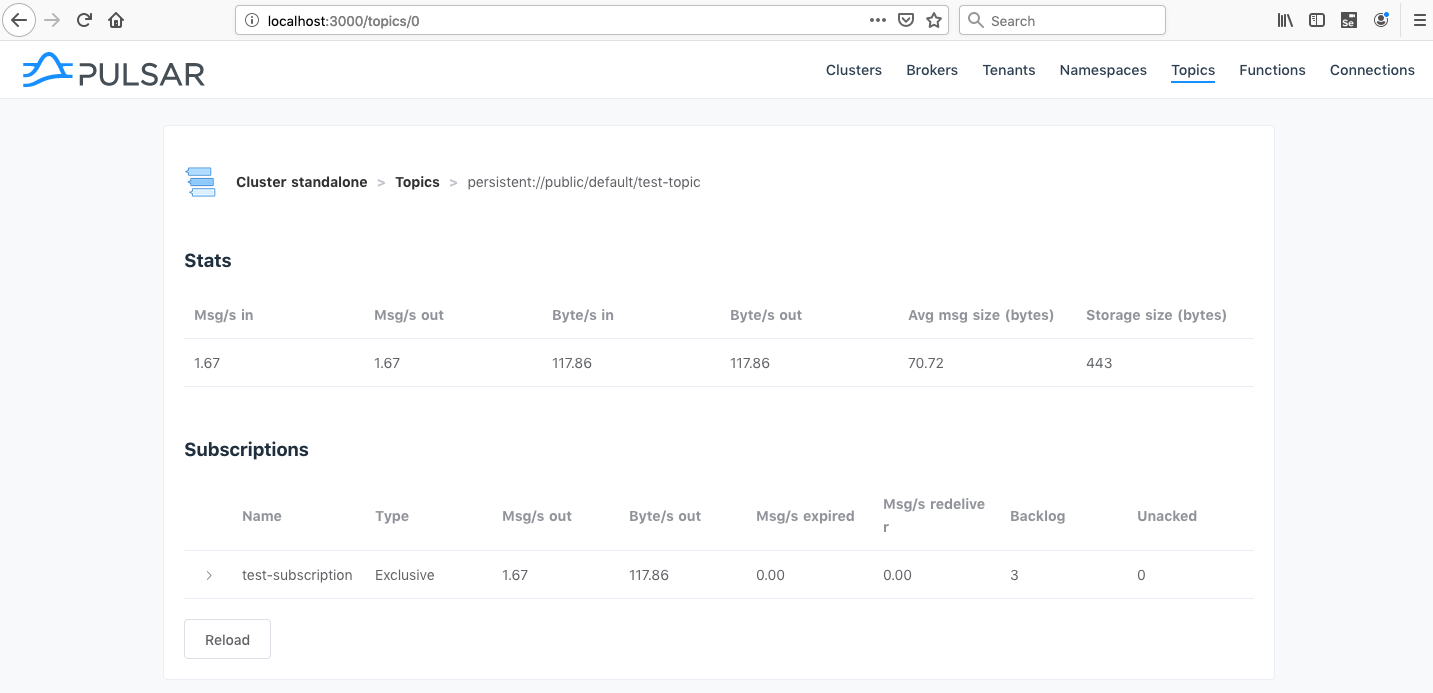 localhost:3000/topics/0
Search
Se
PULSAR
Clusters Brokers Tenants Namespaces Topics Functions Connections
Cluster standalone > Topics > persistent://public/default/test-topic
Stats
Msg/s in Msg/s out Byte/s in Byte/s out Avg msg size (bytes) Storage size (bytes)
1.67 1.67 117.86 117.86 70.72 443
Subscriptions
Name Type Msg/s out Byte/s out Msg/s expired Msg/s redelive
r Backlog Unacked
test-subscription Exclusive 1.67 117.86 0.00 0.00 3 0
Reload